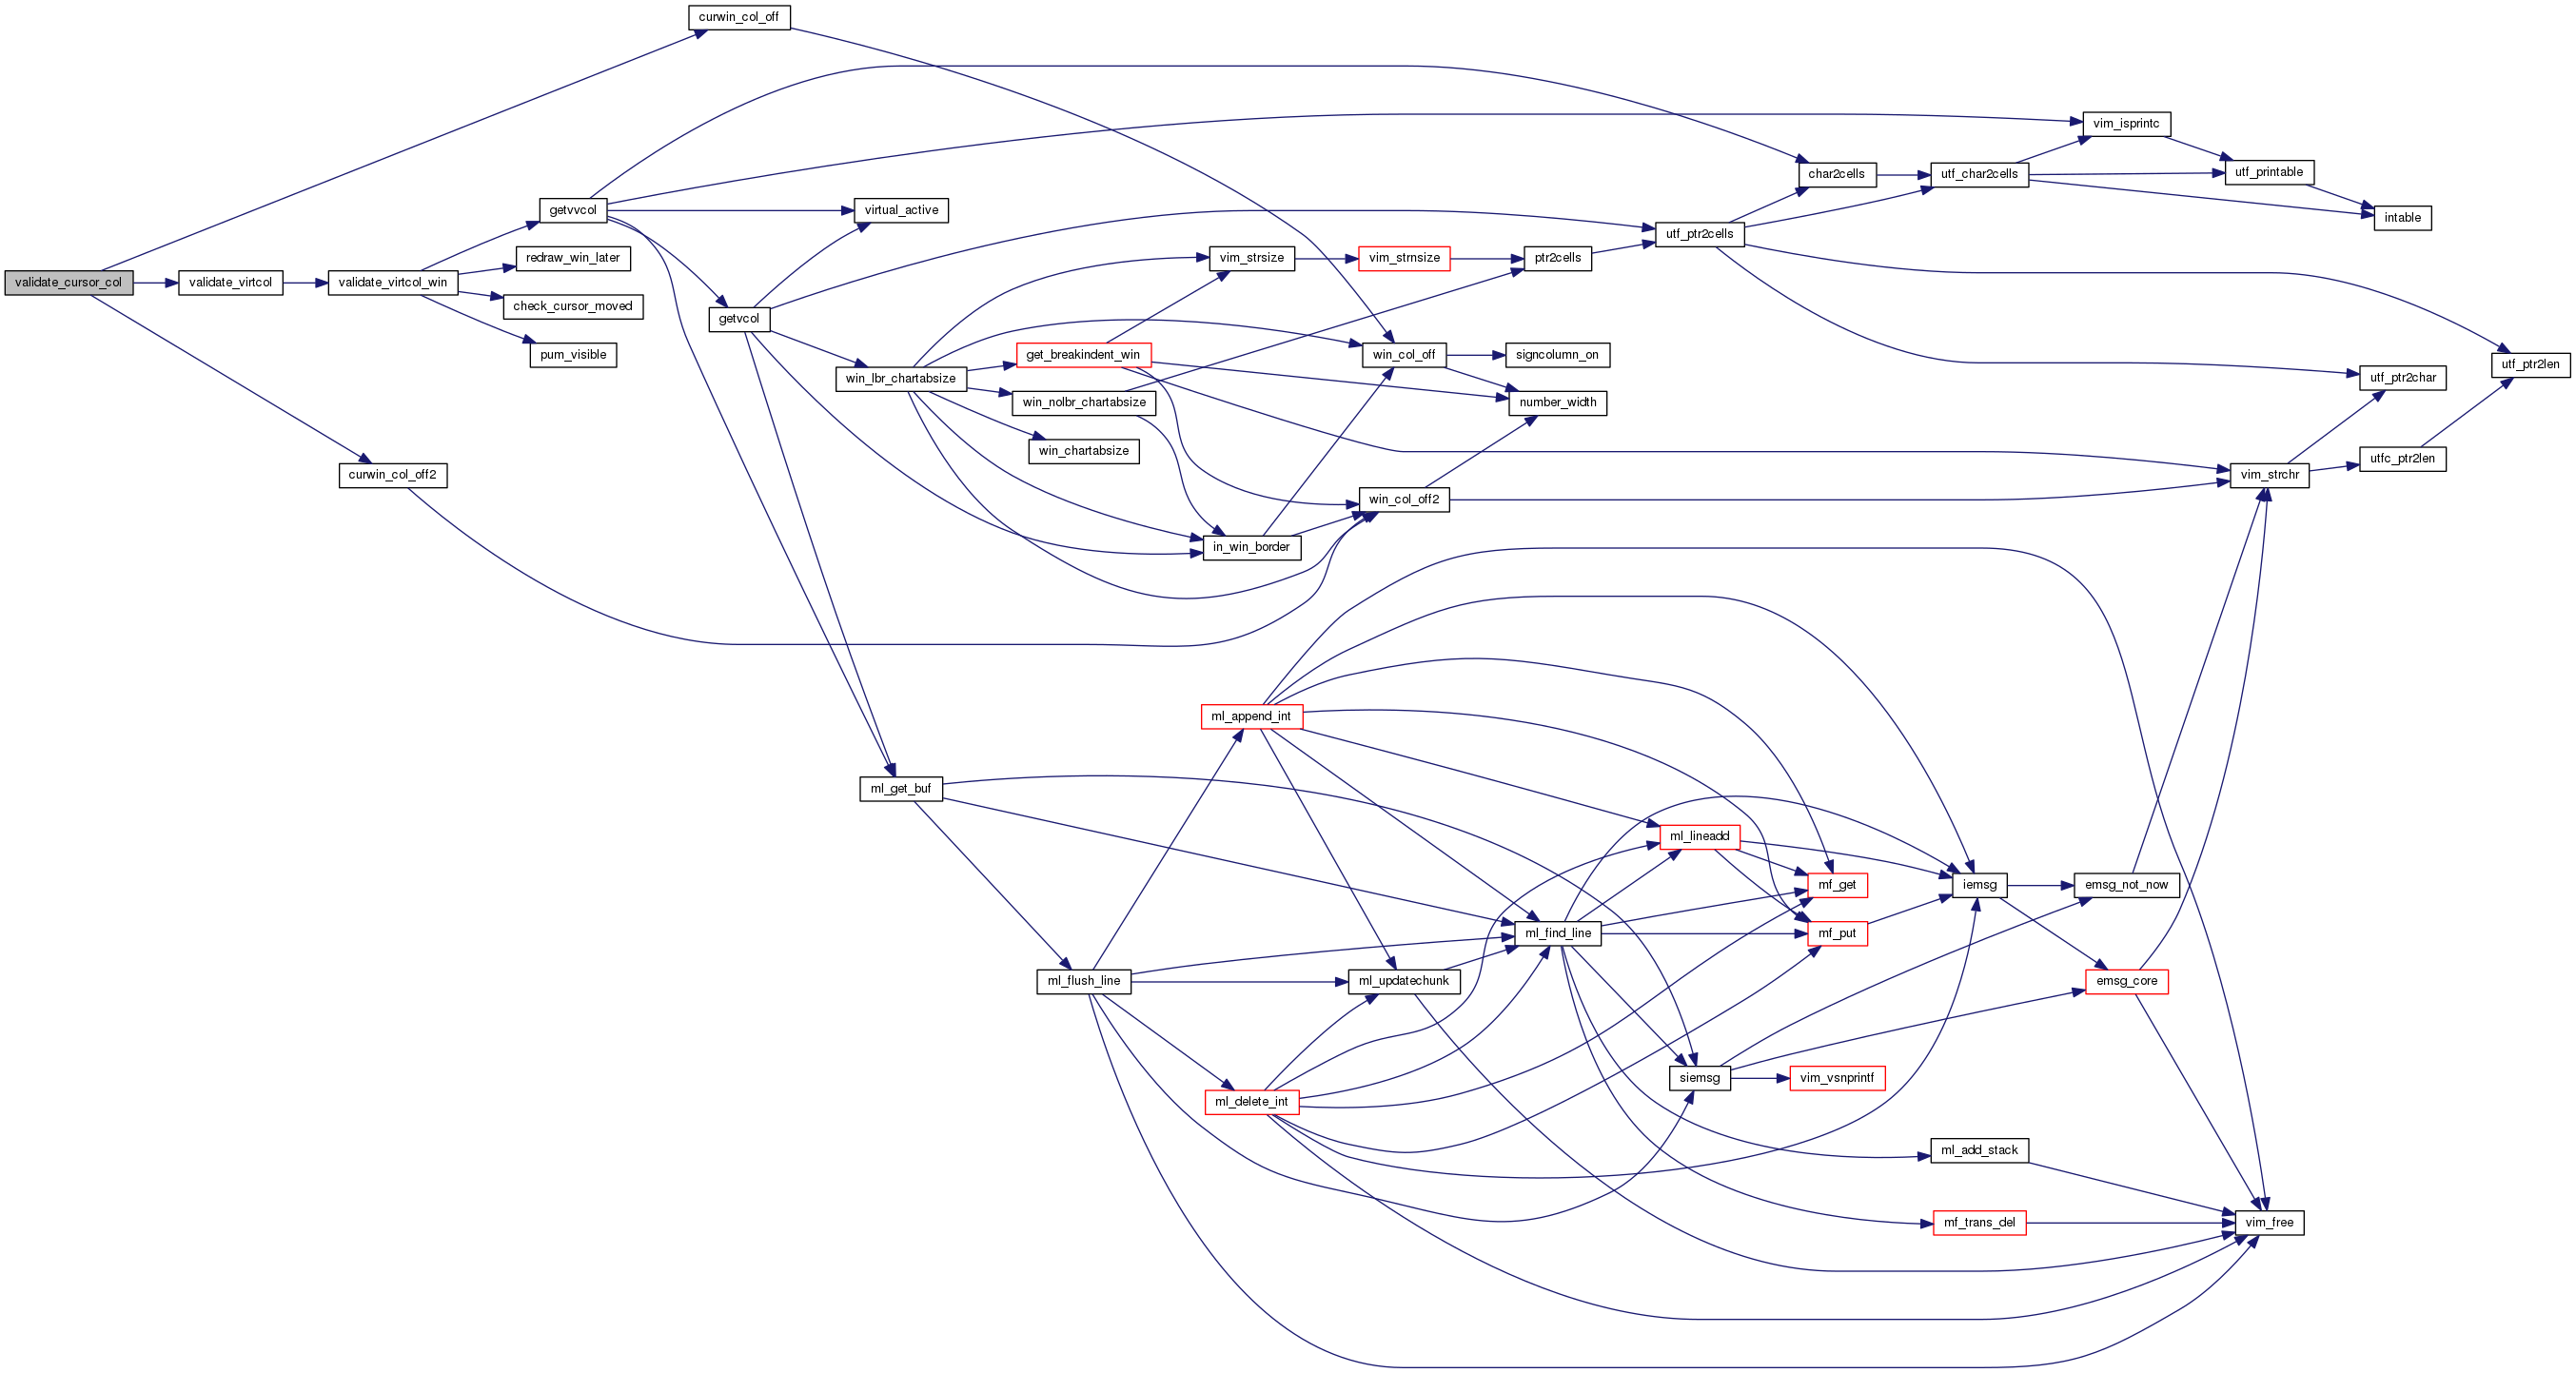 curwin_col_off
vim_isprintc
char2cells
utf_char2cells
utf_printable
getvvcol
virtual_active
intable
utf_ptr2cells
redraw_win_later
vim_strsize
vim_strnsize
ptr2cells
validate_cursor_col
validate_virtcol
validate_virtcol_win
check_cursor_moved
getvcol
pum_visible
get_breakindent_win
win_col_off
signcolumn_on
utf_ptr2len
win_lbr_chartabsize
utf_ptr2char
win_nolbr_chartabsize
number_width
win_chartabsize
utfc_ptr2len
curwin_col_off2
vim_strchr
win_col_off2
in_win_border
ml_append_int
ml_get_buf
ml_lineadd
mf_get
iemsg
emsg_not_now
ml_find_line
mf_put
ml_flush_line
ml_updatechunk
emsg_core
siemsg
vim_vsnprintf
ml_delete_int
ml_add_stack
mf_trans_del
vim_free